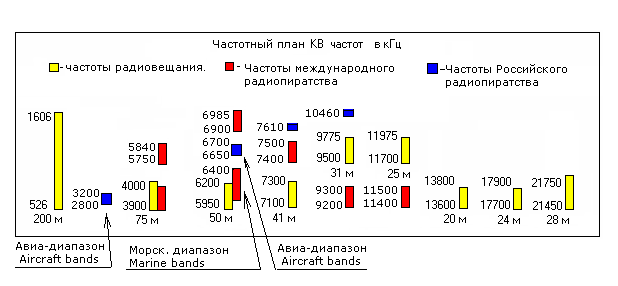 Частотный план КВ частот в кГц
-частоты радиовещания.
- Частоты международного
радиопиратства
-Частоты Российского
радиопиратства
1606
526
200 м
3200
2800
5840
5750
4000
3900
75 м
6985
6900
6700
6650
6400
6200
5950
50 м
7610
7500
7400
7300
7100
41 м
10460
9775
9500
31 м
9300
9200
11975
11700
25 м
11500
11400
13800
13600
20 м
17900
17700
24 м
21750
21450
28 м
Авиа-диапазон
Aircraft bands
Морск. диапазон
Marine bands
Авиа-диапазон
Aircraft bands